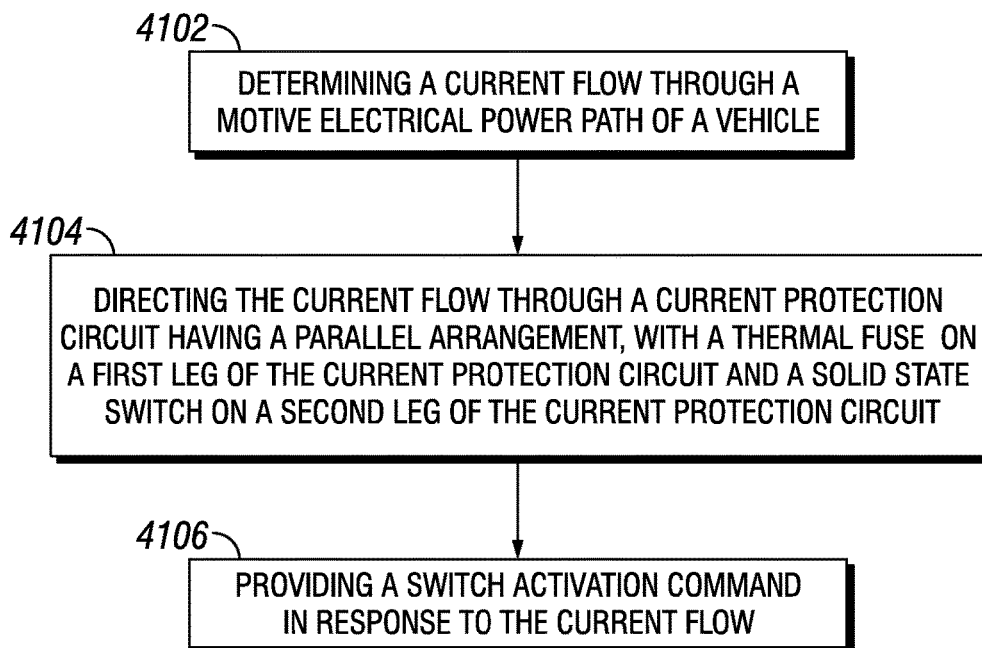 4102
DETERMINING A CURRENT FLOW THROUGH A
MOTIVE ELECTRICAL POWER PATH OF A VEHICLE
4104
DIRECTING THE CURRENT FLOW THROUGH A CURRENT PROTECTION
CIRCUIT HAVING A PARALLEL ARRANGEMENT, WITH A THERMAL FUSE ON
A FIRST LEG OF THE CURRENT PROTECTION CIRCUIT AND A SOLID STATE
SWITCH ON A SECOND LEG OF THE CURRENT PROTECTION CIRCUIT
4106
PROVIDING A SWITCH ACTIVATION COMMAND
IN RESPONSE TO THE CURRENT FLOW